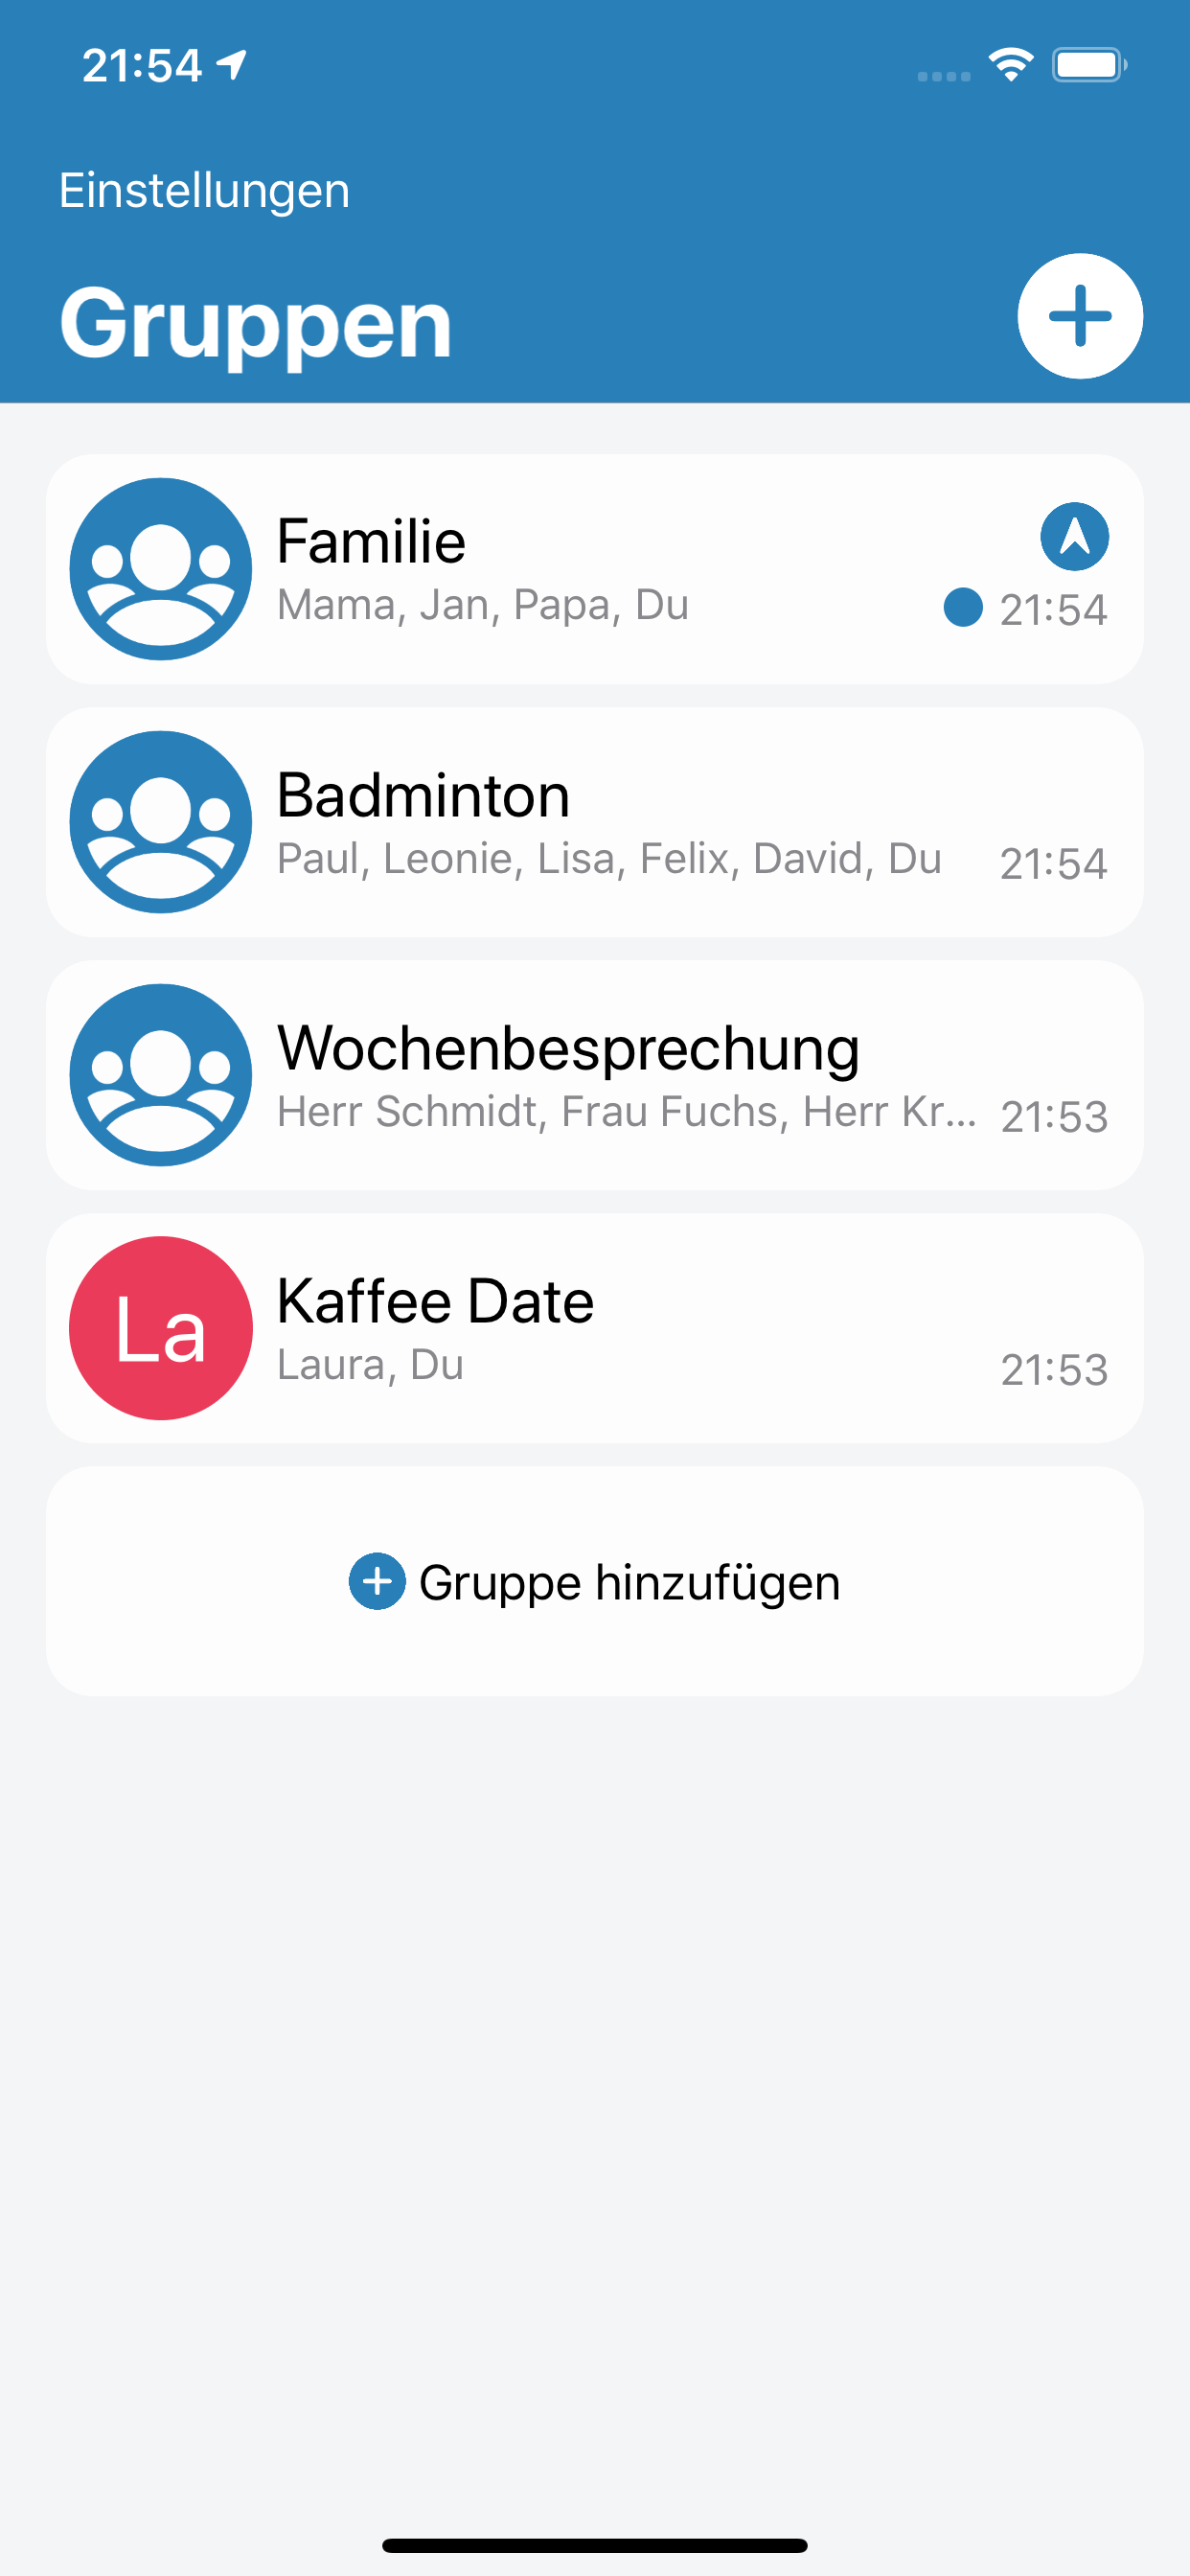 21:54
Einstellungen
Gruppen
Familie
Mama, Jan, Papa, Du
21:54
Badminton
Paul, Leonie, Lisa, Felix, David, Du
21:54
Wochenbesprechung
Herr Schmidt, Frau Fuchs, Herr Kr...
21:53
La
Kaffee Date
Laura, Du
21:53
Gruppe hinzufügen